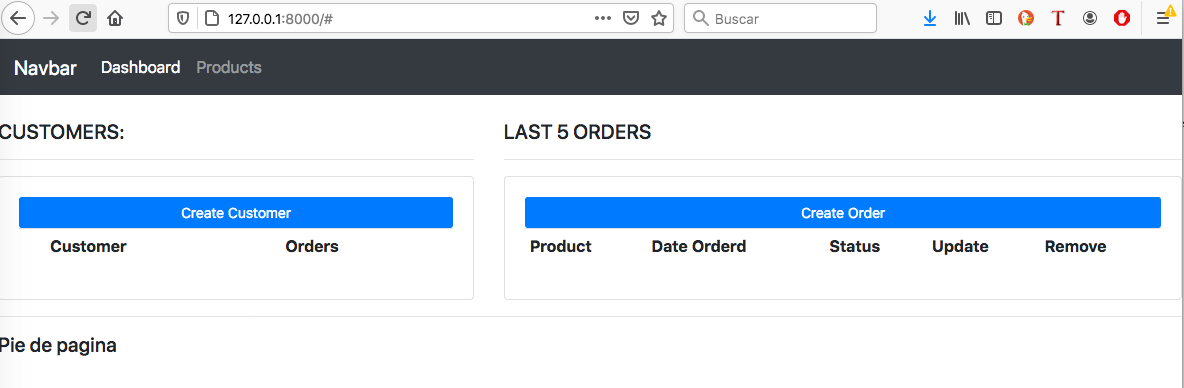 127.0.0.1:8000/#
Buscar
Navbar Dashboard Products
CUSTOMERS:
LAST 5 ORDERS
Create Customer
Customer Orders
Create Order
Product Date Orderd Status Update Remove
Pie de pagina